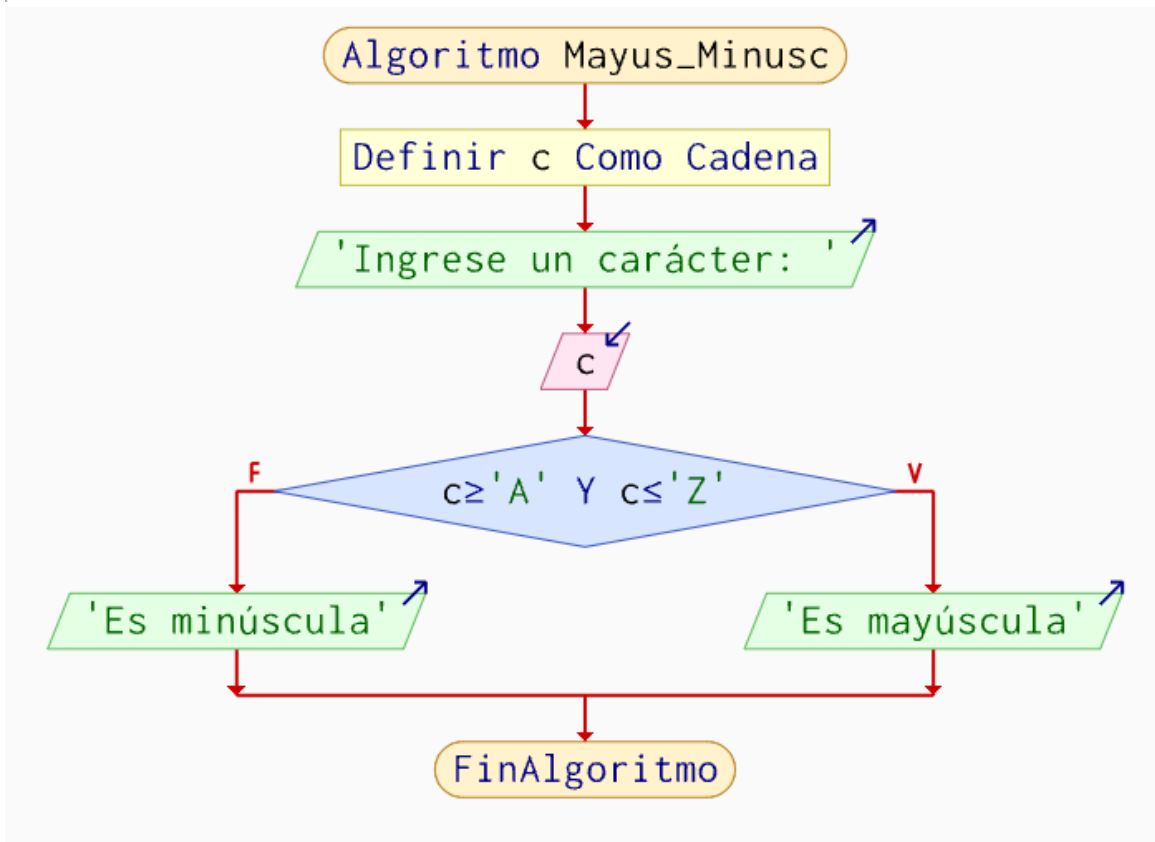 Algoritmo Mayus_Minusc
Definir c Como Cadena
'Ingrese un carácter: '
c
F
c≥'A' Y c≤'Z'
V
'Es minúscula'
'Es mayúscula'
FinAlgoritmo